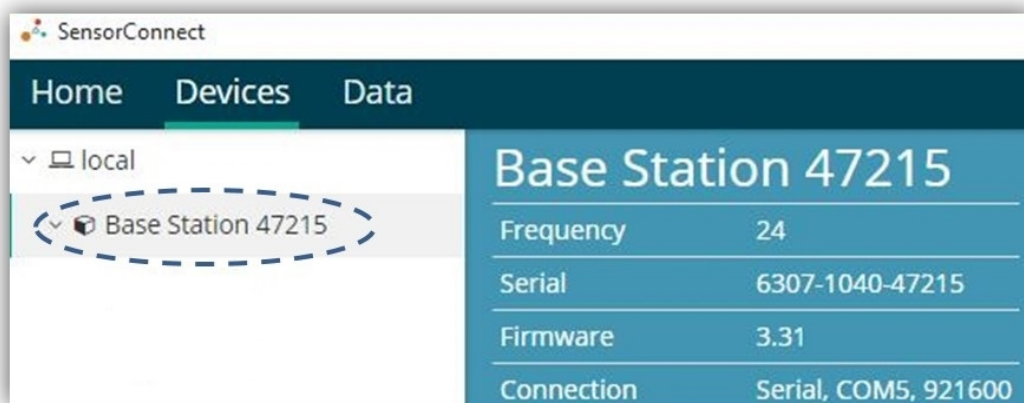 SensorConnect
Home Devices Data
local
Base Station 47215
Base Station 47215
Frequency 24
Serial 6307-1040-47215
Firmware 3.31
Connection Serial, COM5, 921600